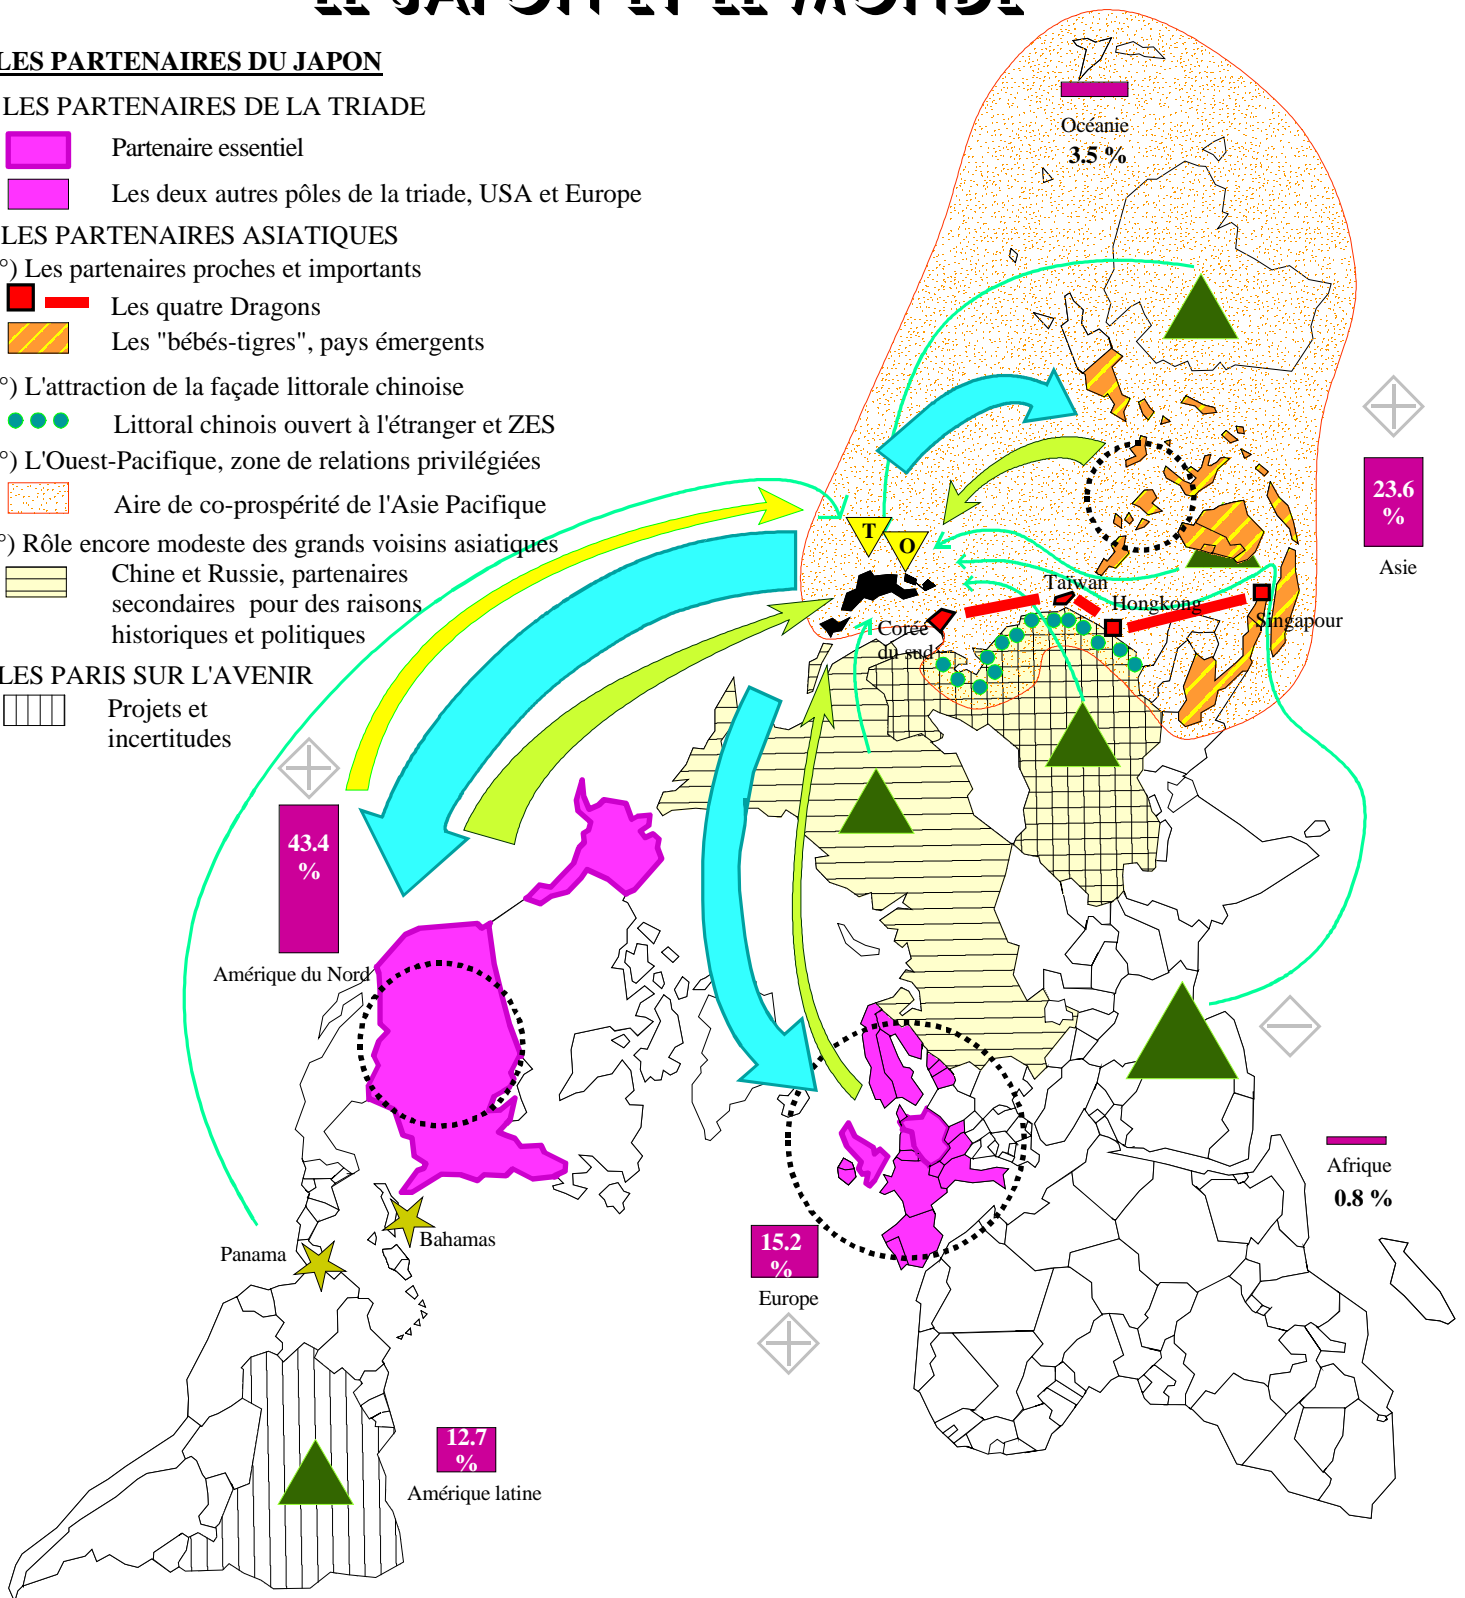 LE JAPON ET LE MONDE
LES PARTENAIRES DU JAPON
LES PARTENAIRES DE LA TRIADE
Partenaire essentiel
Les deux autres pôles de la triade, USA et Europe
LES PARTENAIRES ASIATIQUES
°) Les partenaires proches et importants
Les quatre Dragons
Les "bébés-tigres", pays émergents
°) L'attraction de la façade littorale chinoise
Littoral chinois ouvert à l'étranger et ZES
°) L'Ouest-Pacifique, zone de relations privilégiées
Aire de co-prospérité de l'Asie Pacifique
°) Rôle encore modeste des grands voisins asiatiques
Chine et Russie, partenaires
secondaires pour des raisons
historiques et politiques
LES PARIS SUR L'AVENIR
Projets et
incertitudes
Océanie
3.5 %
23.6
%
Asie
T
O
Taïwan
Hongkong
Singapour
Corée
du sud
43.4
%
Amérique du Nord
Afrique
0.8 %
Bahamas
Panama
15.2
%
Europe
12.7
%
Amérique latine